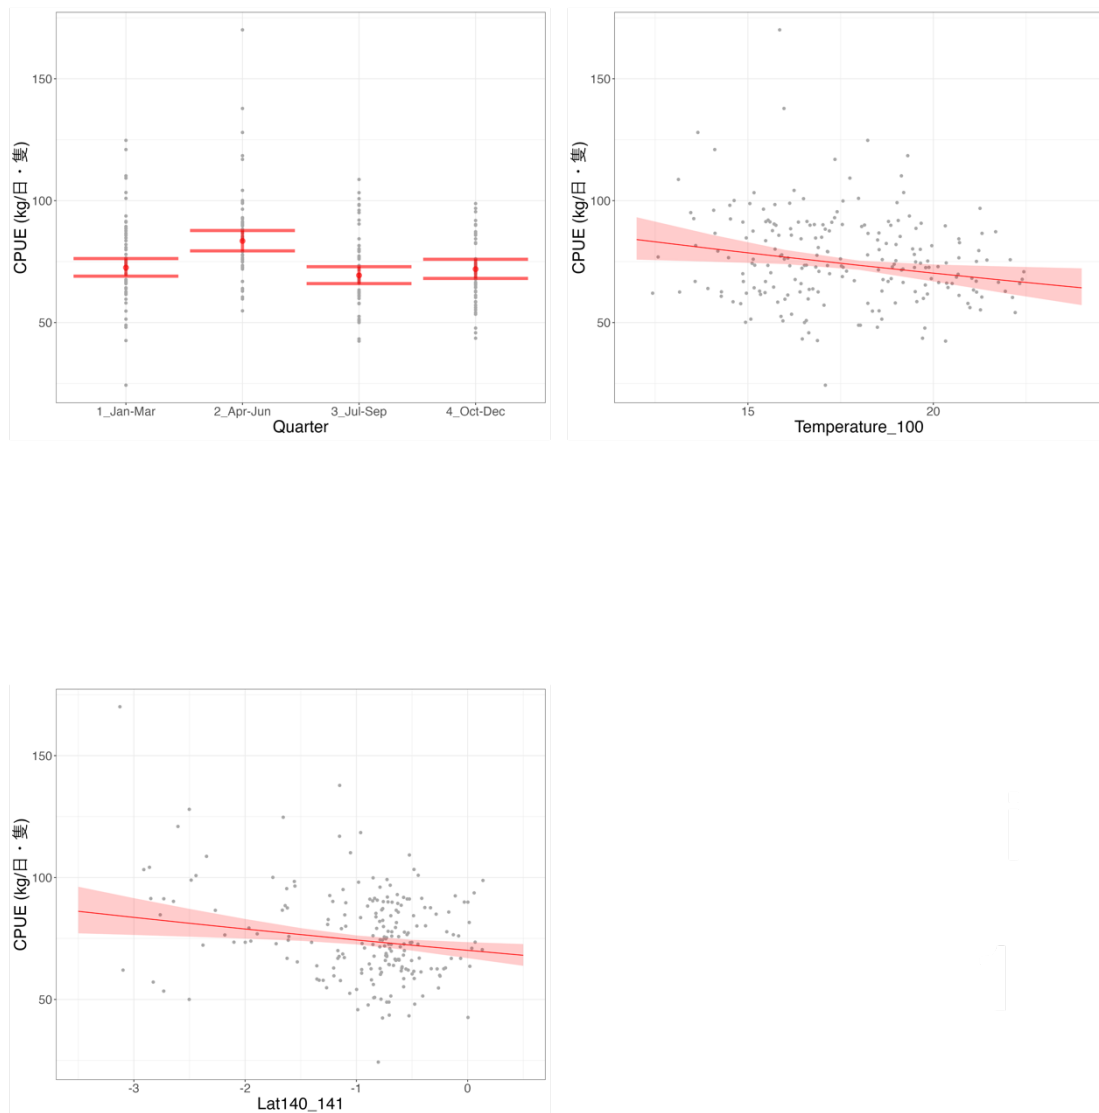 CPUE (kg/日・隻)
150
100
50
1_Jan-Mar
2_Apr-Jun
3_Jul-Sep
4_Oct-Dec
Quarter
CPUE (kg/日・隻)
150
100
50
15
20
Temperature_100
CPUE (kg/日・隻)
150
100
50
-3
-2
-1
0
Lat140_141